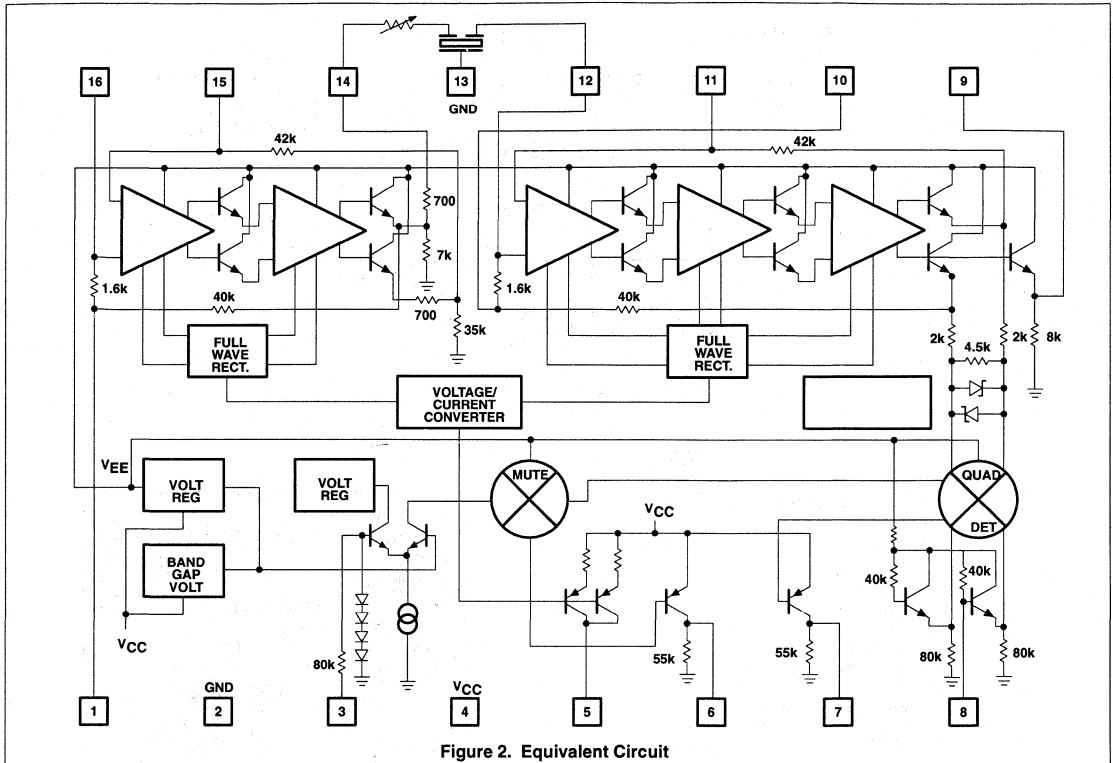 16
15
14
13
12
11
10
9
GND
42k
42k
700
7k
1.6k
40k
700
35k
1.6k
40k
2k
2k
8k
4.5k
FULL
WAVE
RECT.
FULL
WAVE
RECT.
VOLTAGE/
CURRENT
CONVERTER
VEE
VOLT
REG
VOLT
REG
MUTE
QUAD
DET
VCC
BAND
GAP
VOLT
40k
40k
VCC
80k
55k
55k
80k
80k
GND
VCC
1
2
3
4
5
6
7
8
Figure 2. Equivalent Circuit